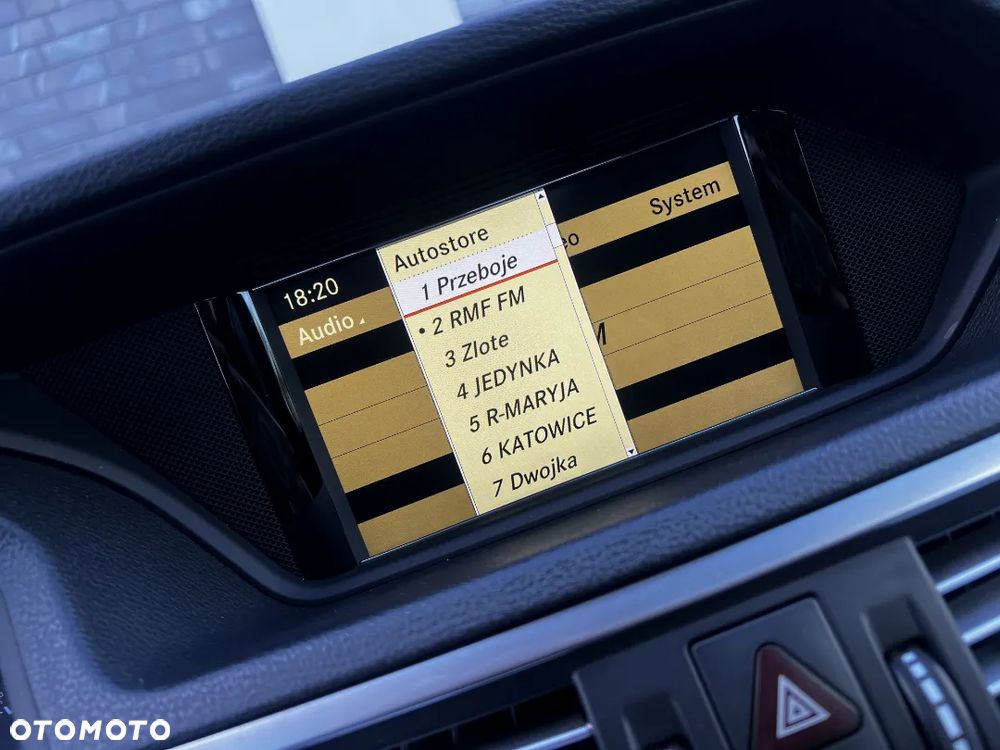 System
18:20
Audio
Autostore
1 Przeboje
• 2 RMF FM
3 Zlote
4 JEDYNKA
5 R-MARYJA
6 KATOWICE
7 Dwojka
OTOMOTO